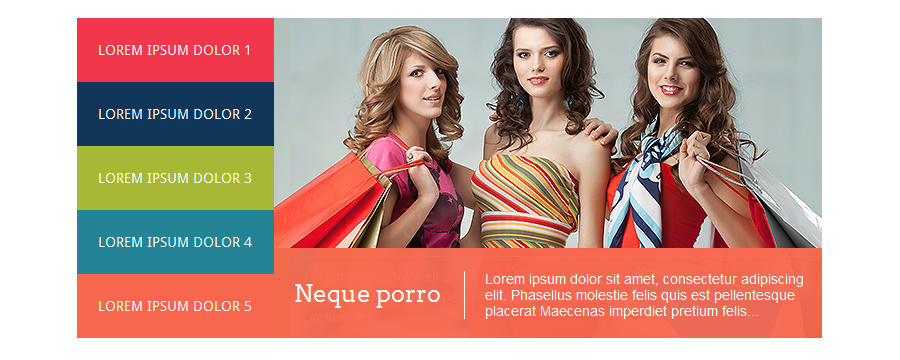 LOREM IPSUM DOLOR 1
LOREM IPSUM DOLOR 2
LOREM IPSUM DOLOR 3
LOREM IPSUM DOLOR 4
LOREM IPSUM DOLOR 5
Neque porro
Lorem ipsum dolor sit amet, consectetur adipiscing
elit. Phasellus molestie felis quis est pellentesque
placerat Maecenas imperdiet pretium felis...